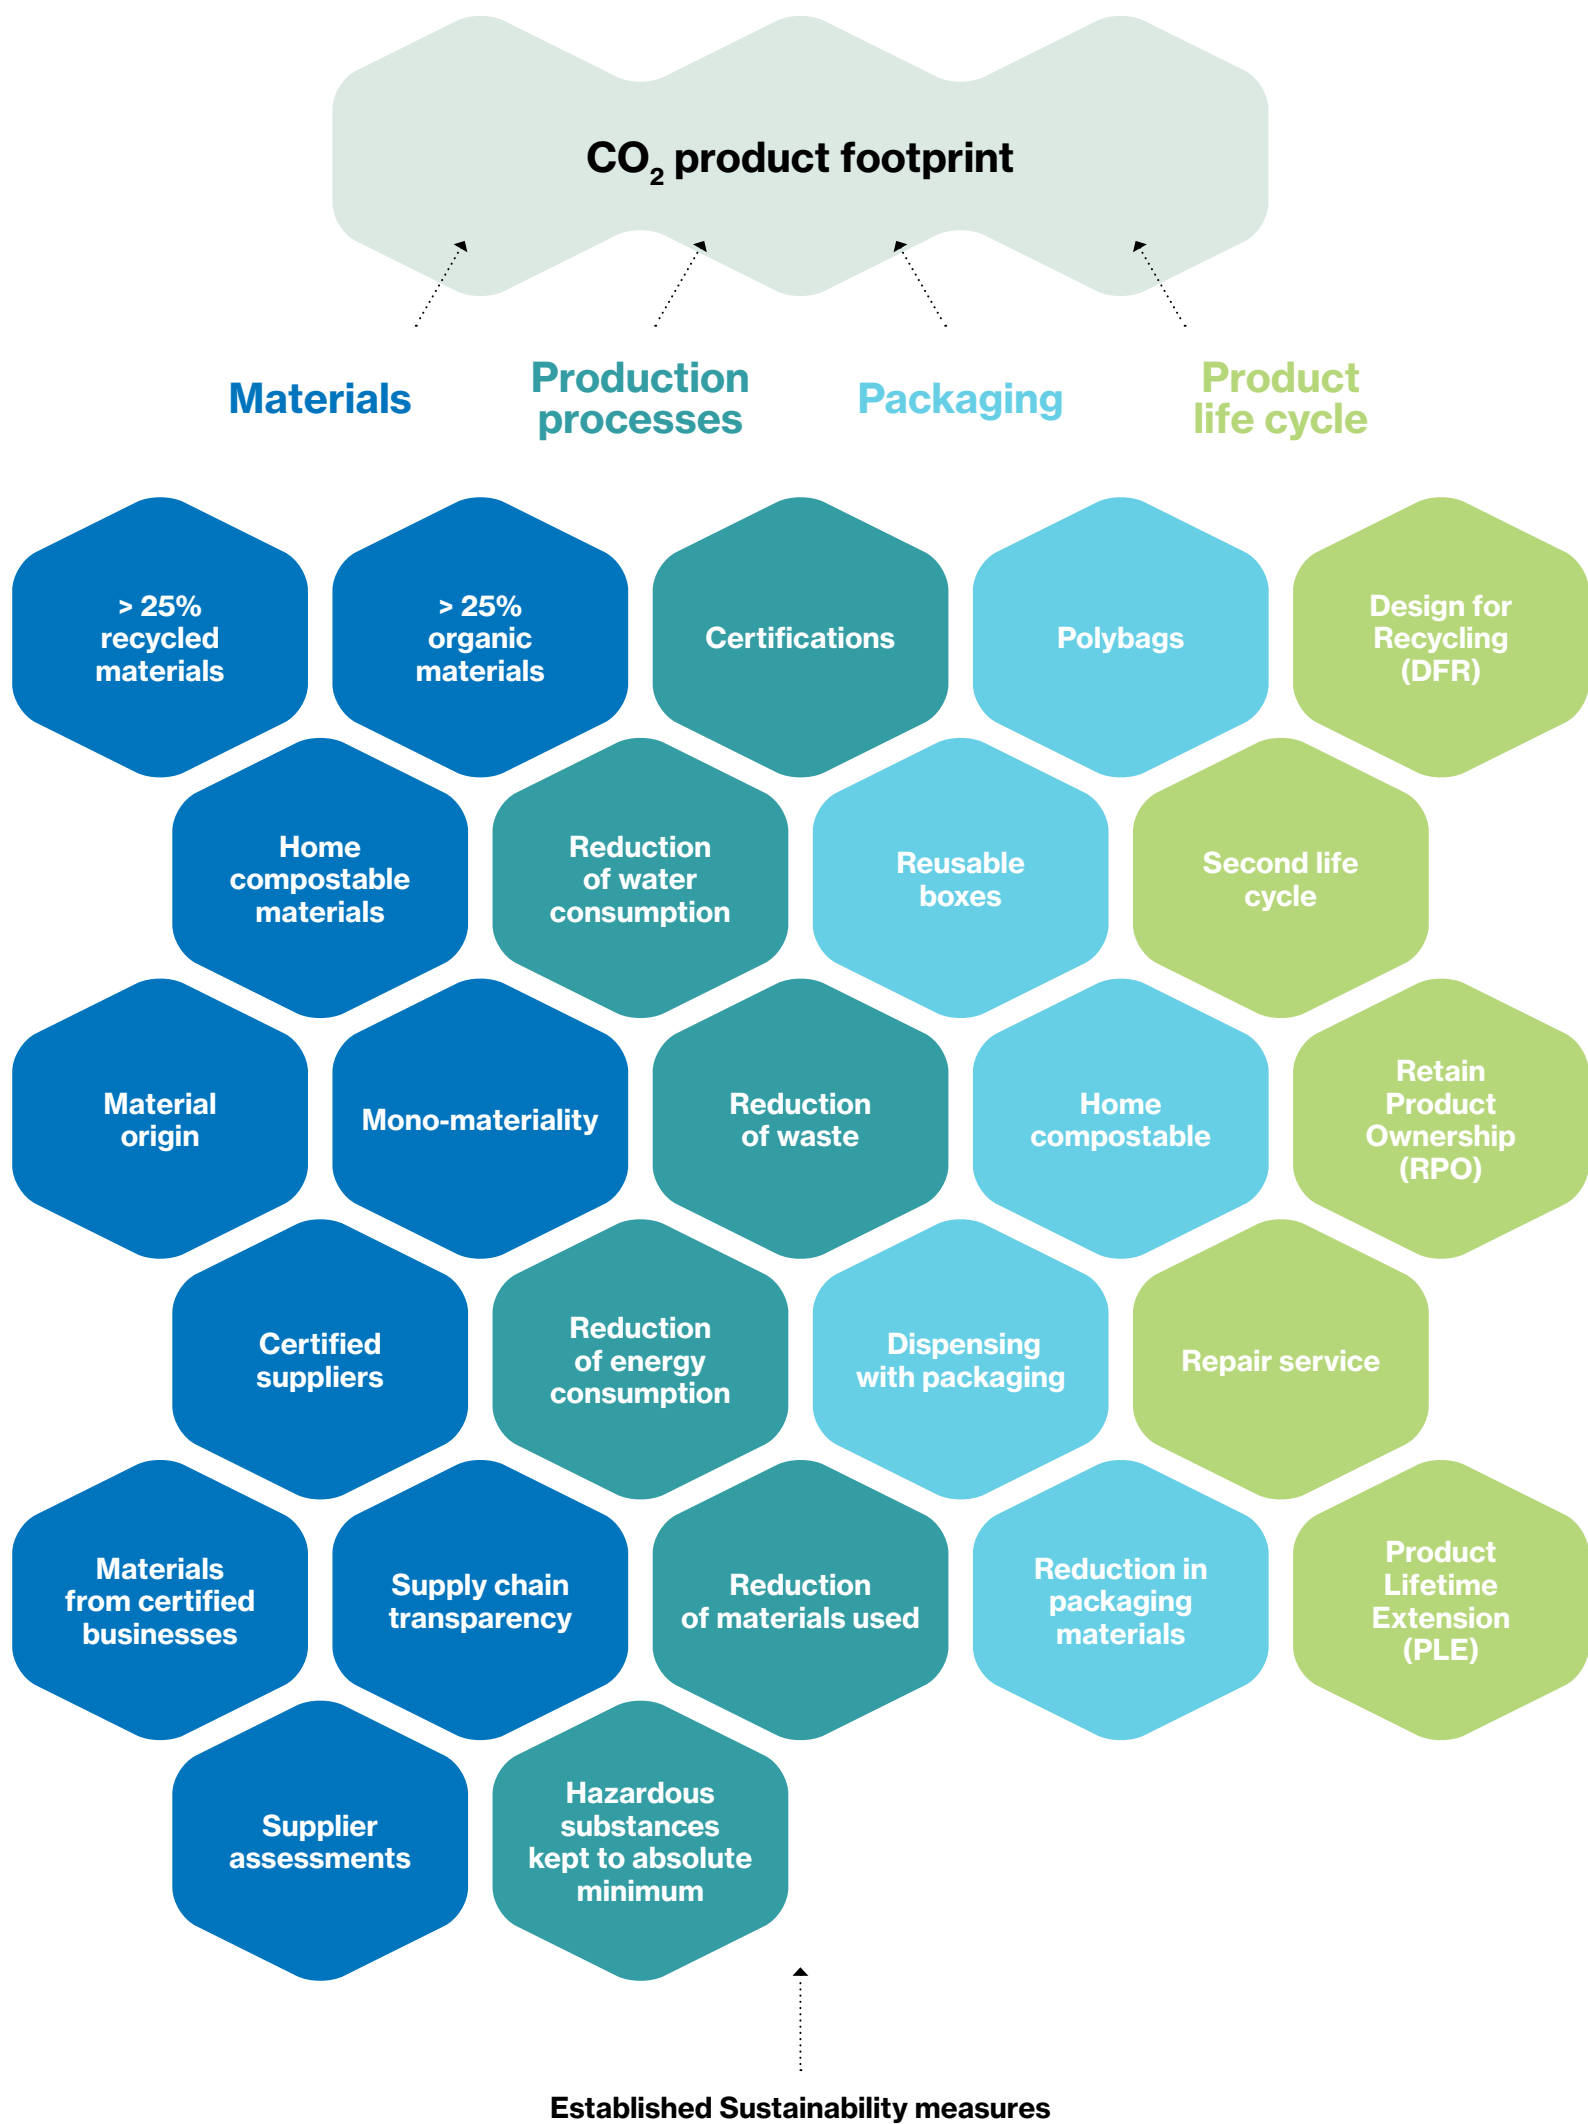 CO₂ product footprint
Materials
Production
processes
Packaging
Product
life cycle
> 25%
recycled
materials
> 25%
organic
materials
Certifications
Polybags
Design for
Recycling
(DFR)
Home
compostable
materials
Reduction
of water
consumption
Reusable
boxes
Second life
cycle
Material
origin
Mono-materiality
Reduction
of waste
Home
compostable
Retain
Product
Ownership
(RPO)
Certified
suppliers
Reduction
of energy
consumption
Dispensing
with packaging
Repair service
Materials
from certified
businesses
Supply chain
transparency
Reduction
of materials used
Reduction in
packaging
materials
Product
Lifetime
Extension
(PLE)
Supplier
assessments
Hazardous
substances
kept to absolute
minimum
Established Sustainability measures